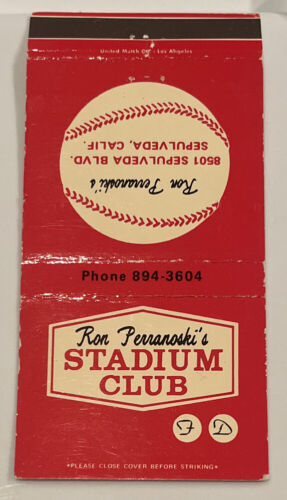 United Match Co. - Los Angeles
Ron Perranoski's
8501 SEPULVEDA BLVD.
SEPULVEDA, CALIF.
Phone 894-3604
Ron Perranoski's
STADIUM
CLUB
D F
*PLEASE CLOSE COVER BEFORE STRIKING*